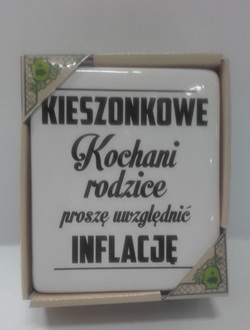 KIESZONKOWE
Kochani
rodzice
proszę uwzględnić
INFLACJĘ